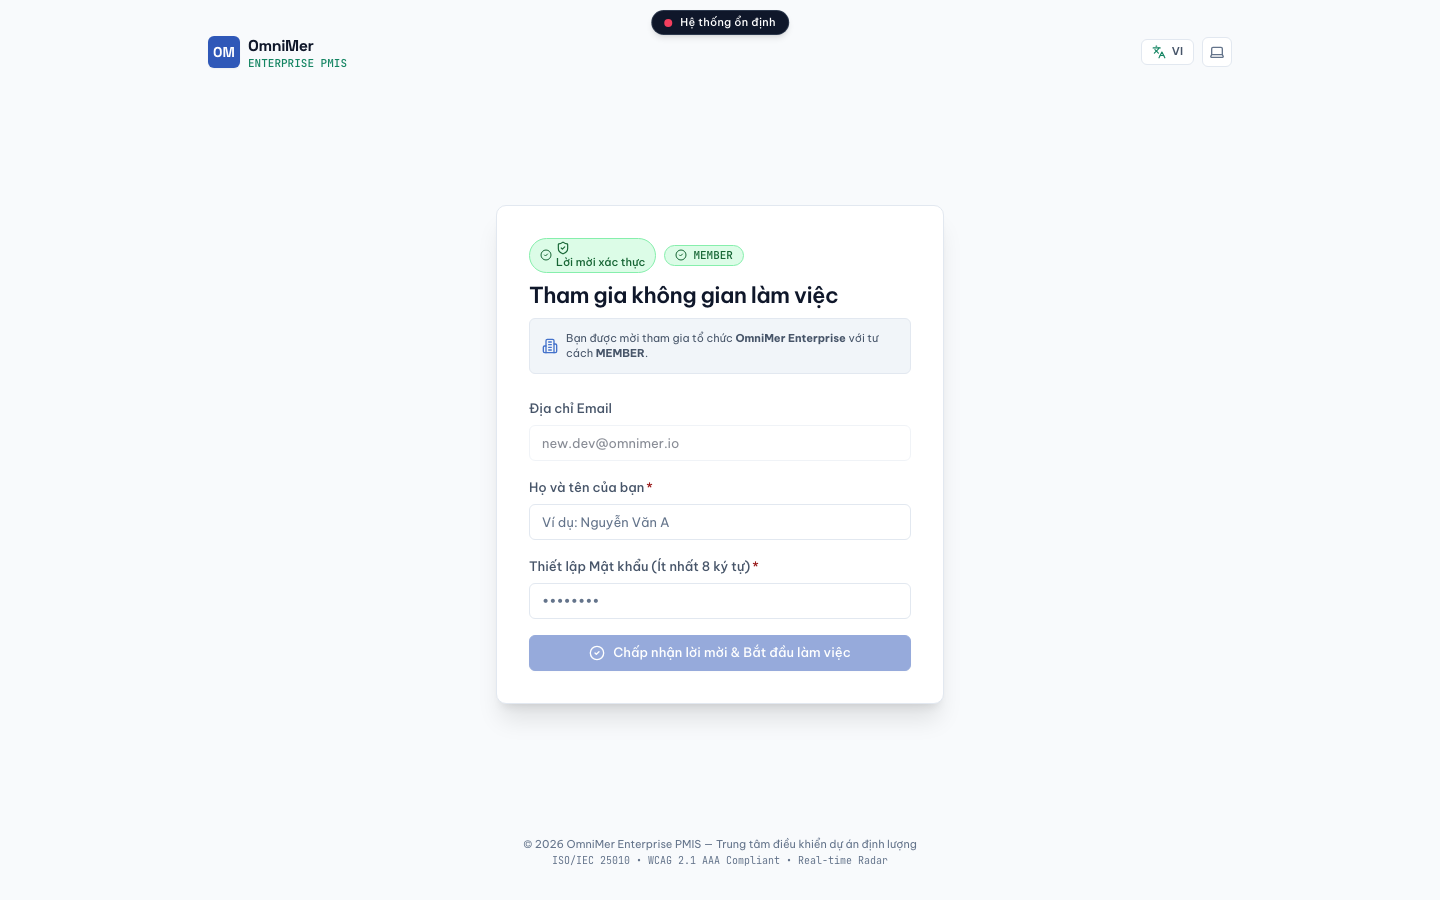 Hệ thống ổn định
OM
OmniMer
ENTERPRISE PMIS
VI
Lời mời xác thực
MEMBER
Tham gia không gian làm việc
Bạn được mời tham gia tổ chức OmniMer Enterprise với tư
cách MEMBER.
Địa chỉ Email
new.dev@omnimer.io
Họ và tên của bạn *
Ví dụ: Nguyễn Văn A
Thiết lập Mật khẩu (Ít nhất 8 ký tự) *
••••••••
Chấp nhận lời mời & Bắt đầu làm việc
© 2026 OmniMer Enterprise PMIS — Trung tâm điều khiển dự án định lượng
ISO/IEC 25010 • WCAG 2.1 AAA Compliant • Real-time Radar